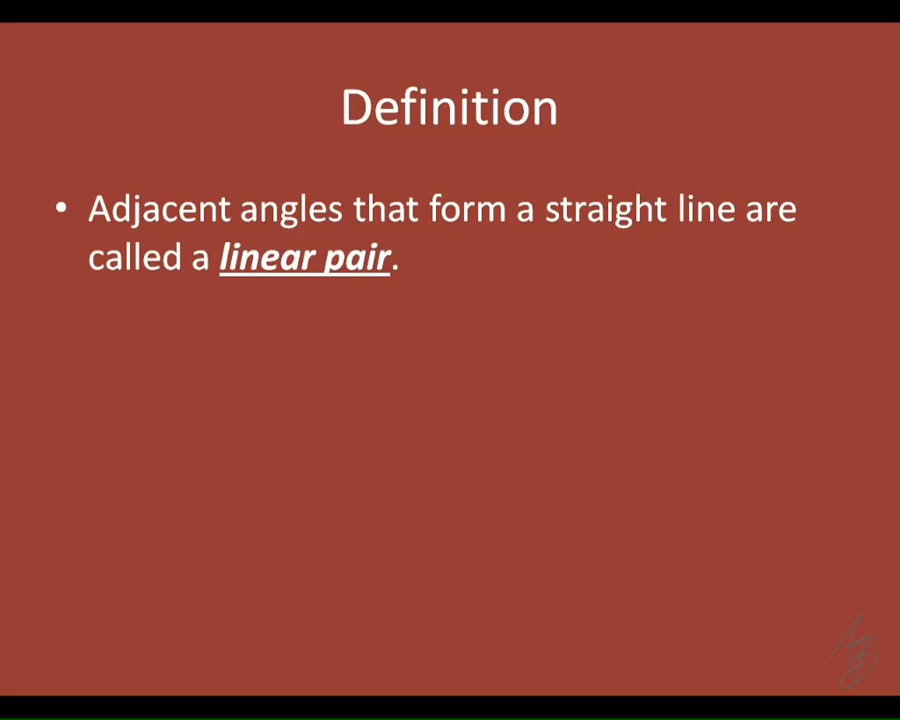 Definition
• Adjacent angles that form a straight line are
called a linear pair.